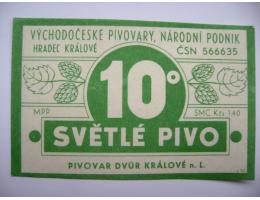 VÝCHODOČESKÉ PIVOVARY, NÁRODNÍ PODNIK
HRADEC KRÁLOVÉ ČSN 566635
10°
MPP SMC Kčs 1,40
SVĚTLÉ PIVO
PIVOVAR DVŮR KRÁLOVÉ n. L.